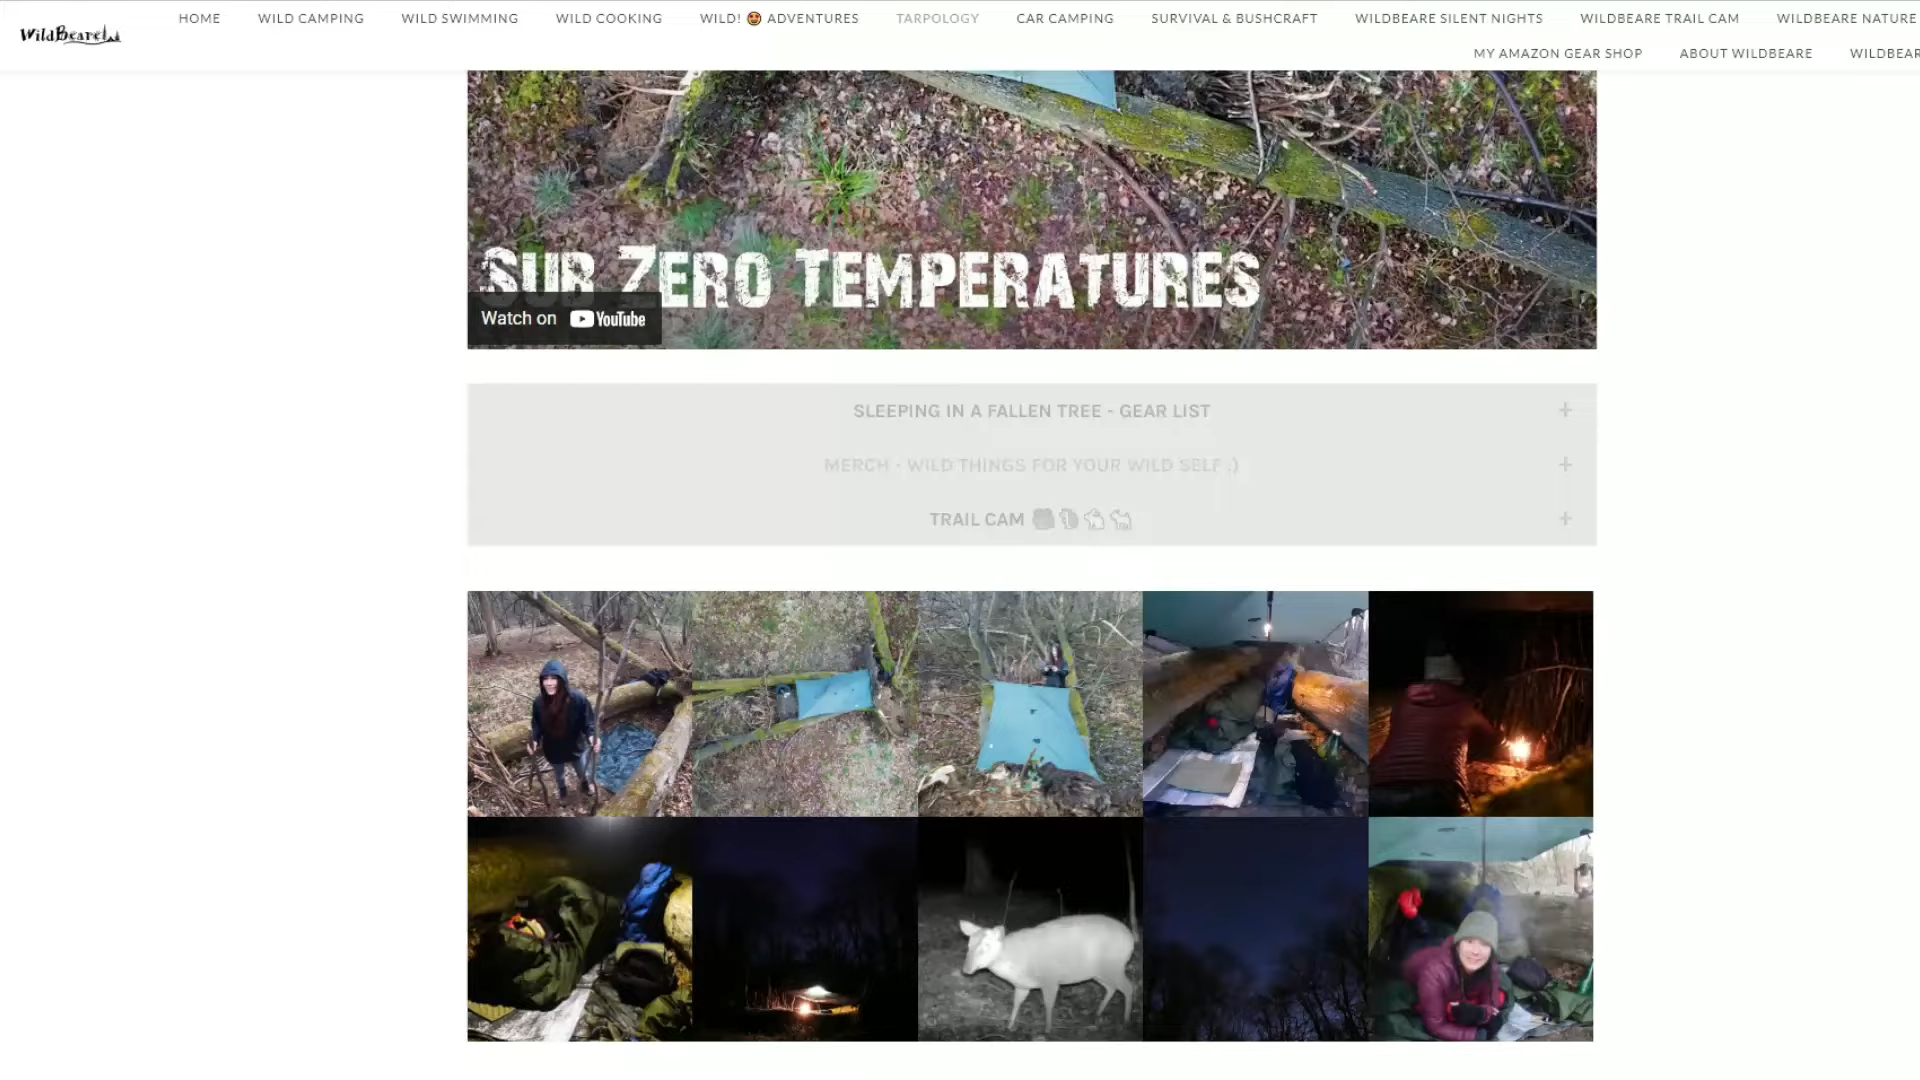 HOME WILD CAMPING WILD SWIMMING WILD COOKING WILD! 🤩 ADVENTURES TARPOLOGY CAR CAMPING SURVIVAL & BUSHCRAFT WILDBEARE SILENT NIGHTS WILDBEARE TRAIL CAM WILDBEARE NATURE
WildBeare
MY AMAZON GEAR SHOP ABOUT WILDBEARE WILDBEAR
SUB ZERO TEMPERATURES
Watch on YouTube
SLEEPING IN A FALLEN TREE - GEAR LIST +
MERCH - WILD THINGS FOR YOUR WILD SELF :) +
TRAIL CAM +